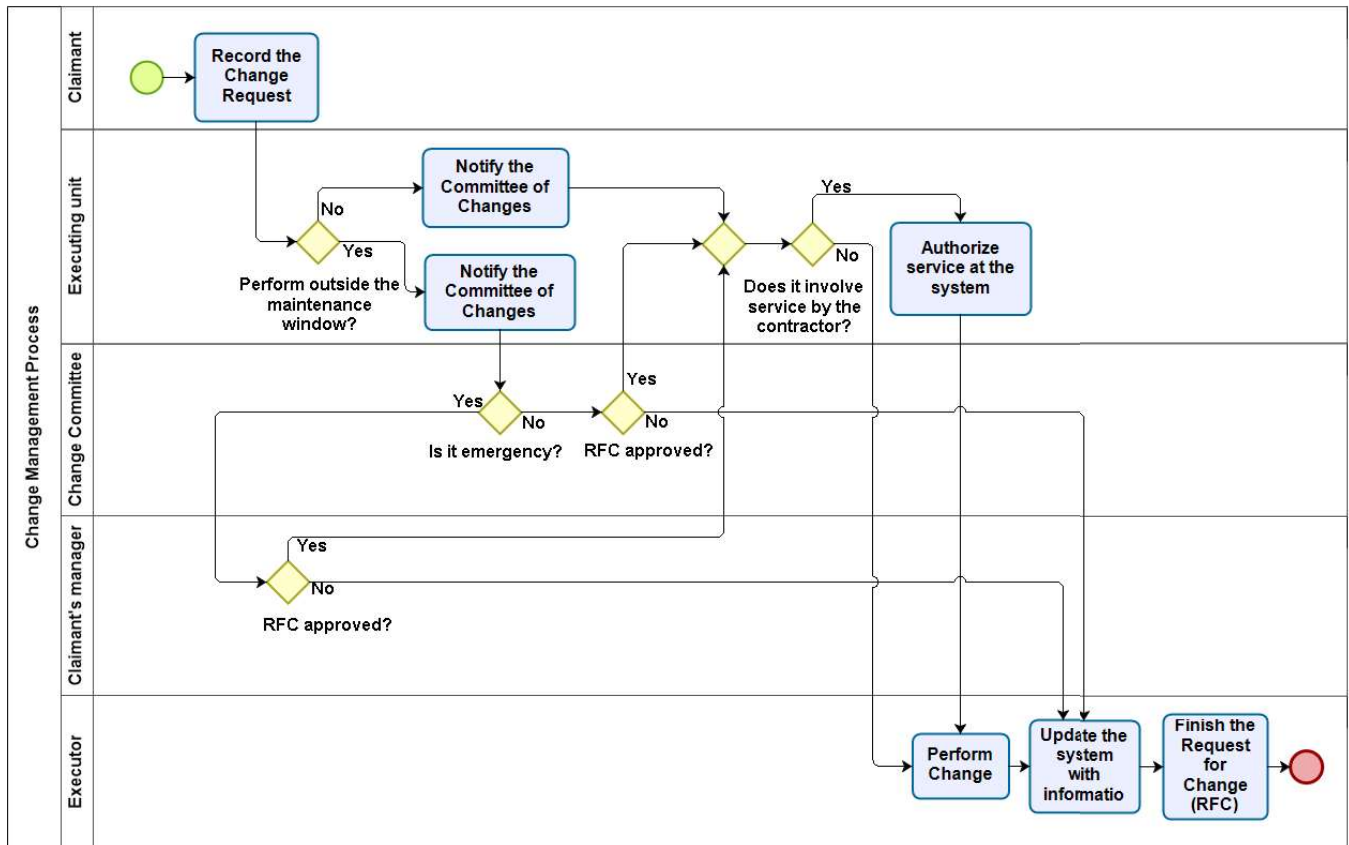 Change Management Process
Claimant
Record the
Change
Request
Executing unit
Notify the
Committee of
Changes
No
Yes
Perform outside the
maintenance
window?
Notify the
Committee of
Changes
Yes
No
Does it involve
service by the
contractor?
Authorize
service at the
system
Change Committee
Yes
No
Is it emergency?
Yes
No
RFC approved?
Claimant's manager
Yes
No
RFC approved?
Executor
Perform
Change
Update the
system
with
informatio
Finish the
Request
for
Change
(RFC)